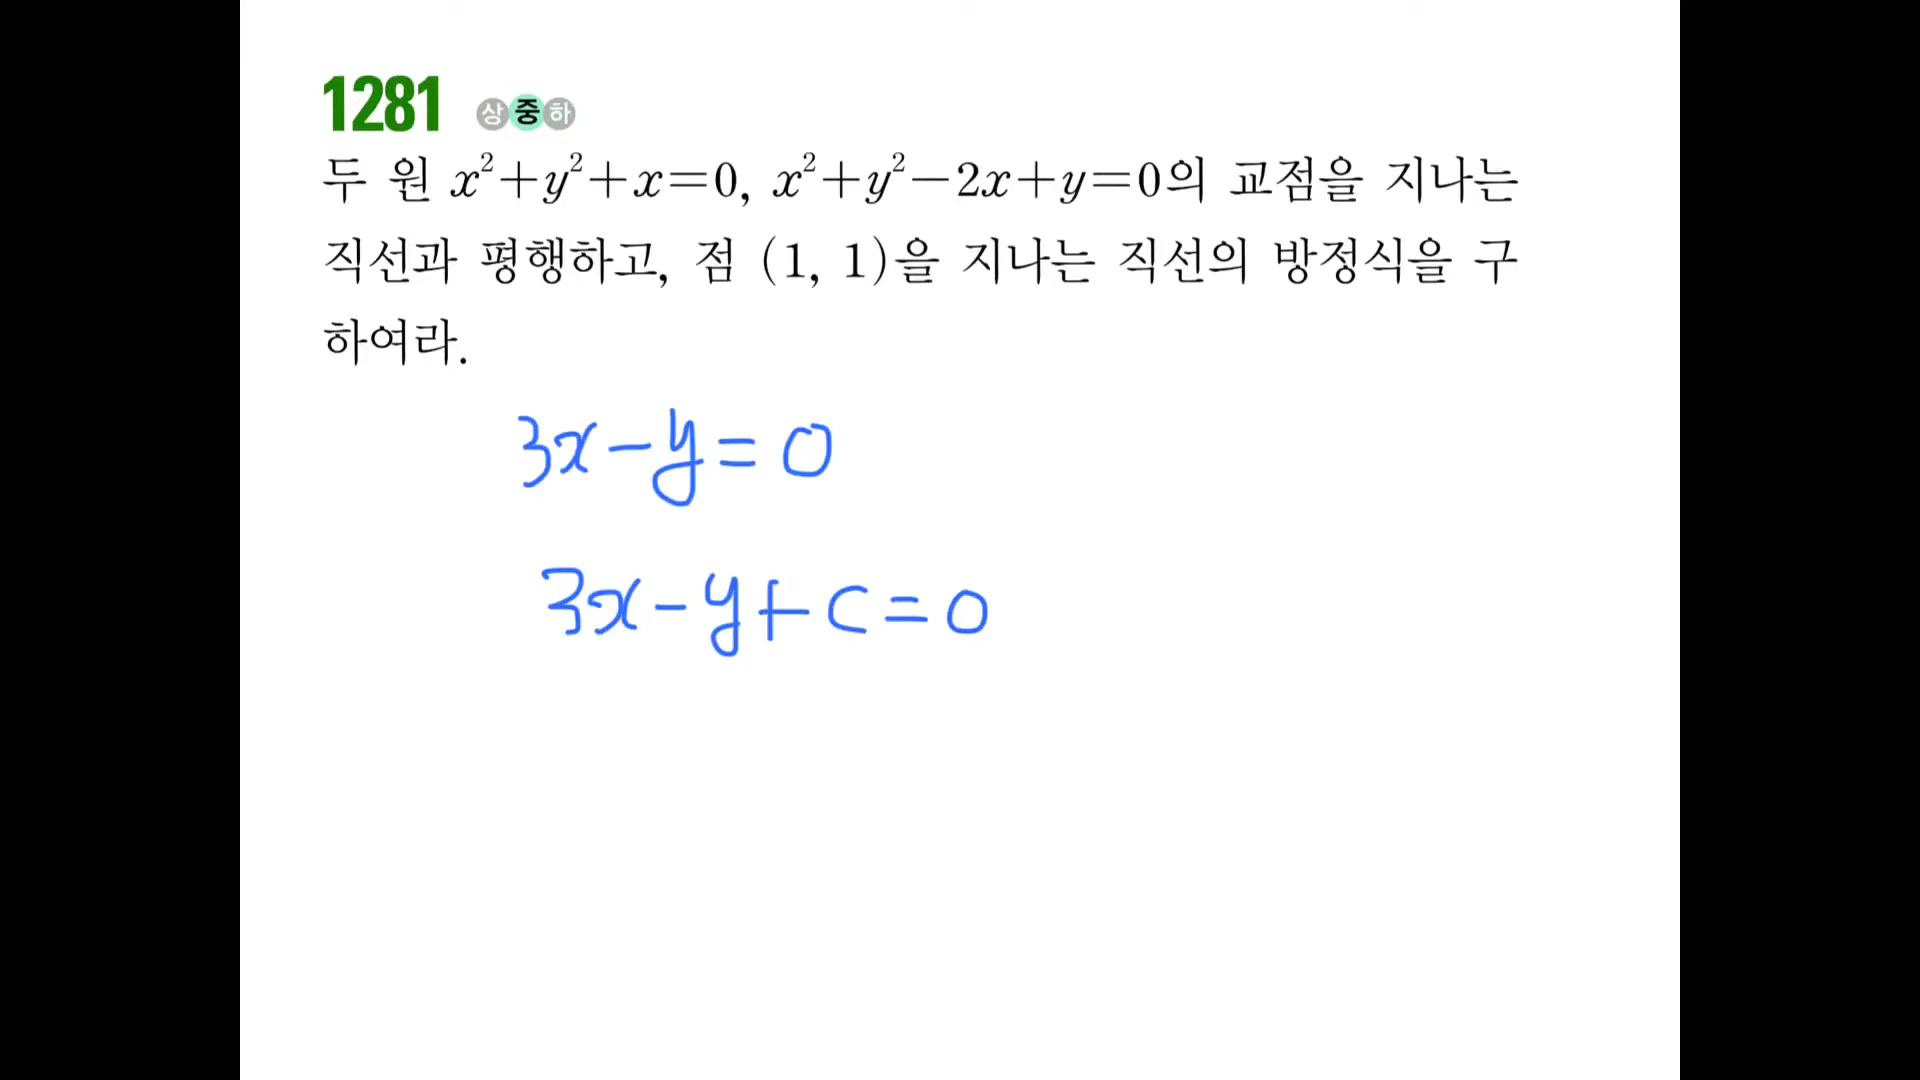 1281 상 중 하
두 원 x²+y²+x=0, x²+y²-2x+y=0의 교점을 지나는
직선과 평행하고, 점 (1, 1)을 지나는 직선의 방정식을 구
하여라.
3x-y=0
3x-y+c=0